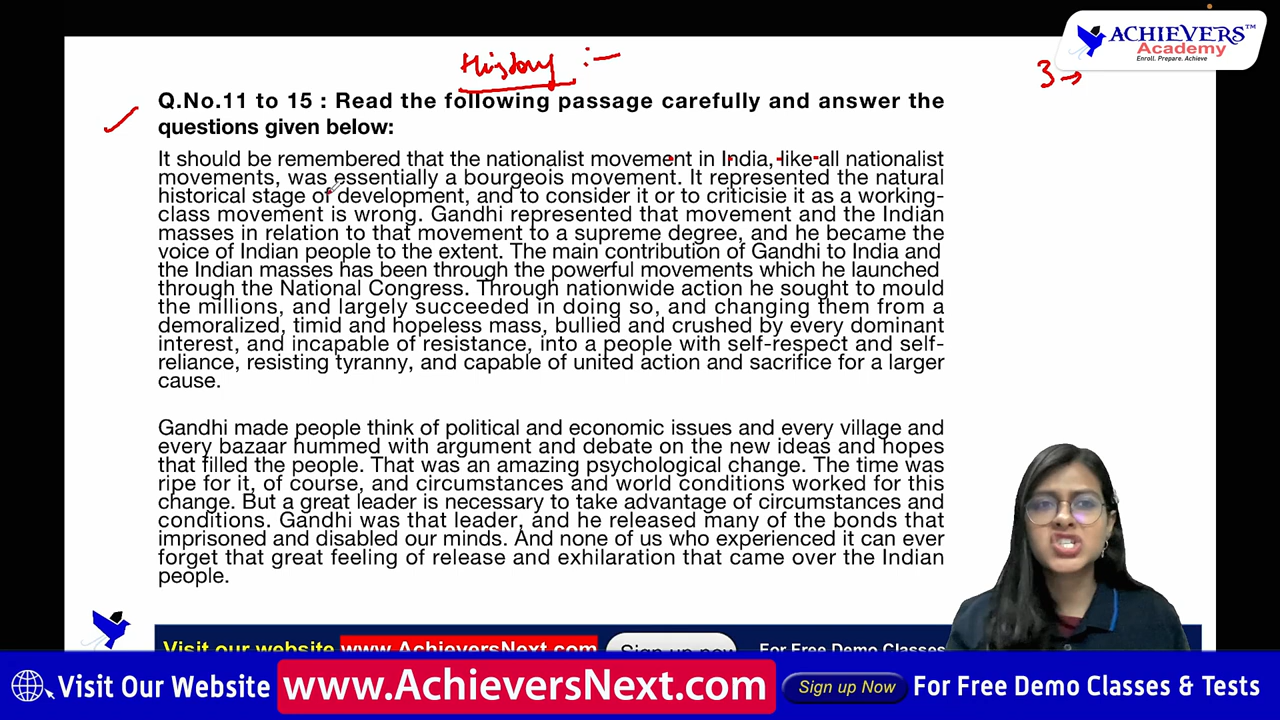 ACHIEVERS™
Academy
Enroll. Prepare. Achieve
History :-
3 →
Q.No.11 to 15 : Read the following passage carefully and answer the
questions given below:
It should be remembered that the nationalist movement in India, like all nationalist
movements, was essentially a bourgeois movement. It represented the natural
historical stage of development, and to consider it or to criticisie it as a working-
class movement is wrong. Gandhi represented that movement and the Indian
masses in relation to that movement to a supreme degree, and he became the
voice of Indian people to the extent. The main contribution of Gandhi to India and
the Indian masses has been through the powerful movements which he launched
through the National Congress. Through nationwide action he sought to mould
the millions, and largely succeeded in doing so, and changing them from a
demoralized, timid and hopeless mass, bullied and crushed by every dominant
interest, and incapable of resistance, into a people with self-respect and self-
reliance, resisting tyranny, and capable of united action and sacrifice for a larger
cause.
Gandhi made people think of political and economic issues and every village and
every bazaar hummed with argument and debate on the new ideas and hopes
that filled the people. That was an amazing psychological change. The time was
ripe for it, of course, and circumstances and world conditions worked for this
change. But a great leader is necessary to take advantage of circumstances and
conditions. Gandhi was that leader, and he released many of the bonds that
imprisoned and disabled our minds. And none of us who experienced it can ever
forget that great feeling of release and exhilaration that came over the Indian
people.
Visit our website www.AchieversNext.com Sign up now For Free Demo Classes
Visit Our Website www.AchieversNext.com Sign up Now For Free Demo Classes & Tests